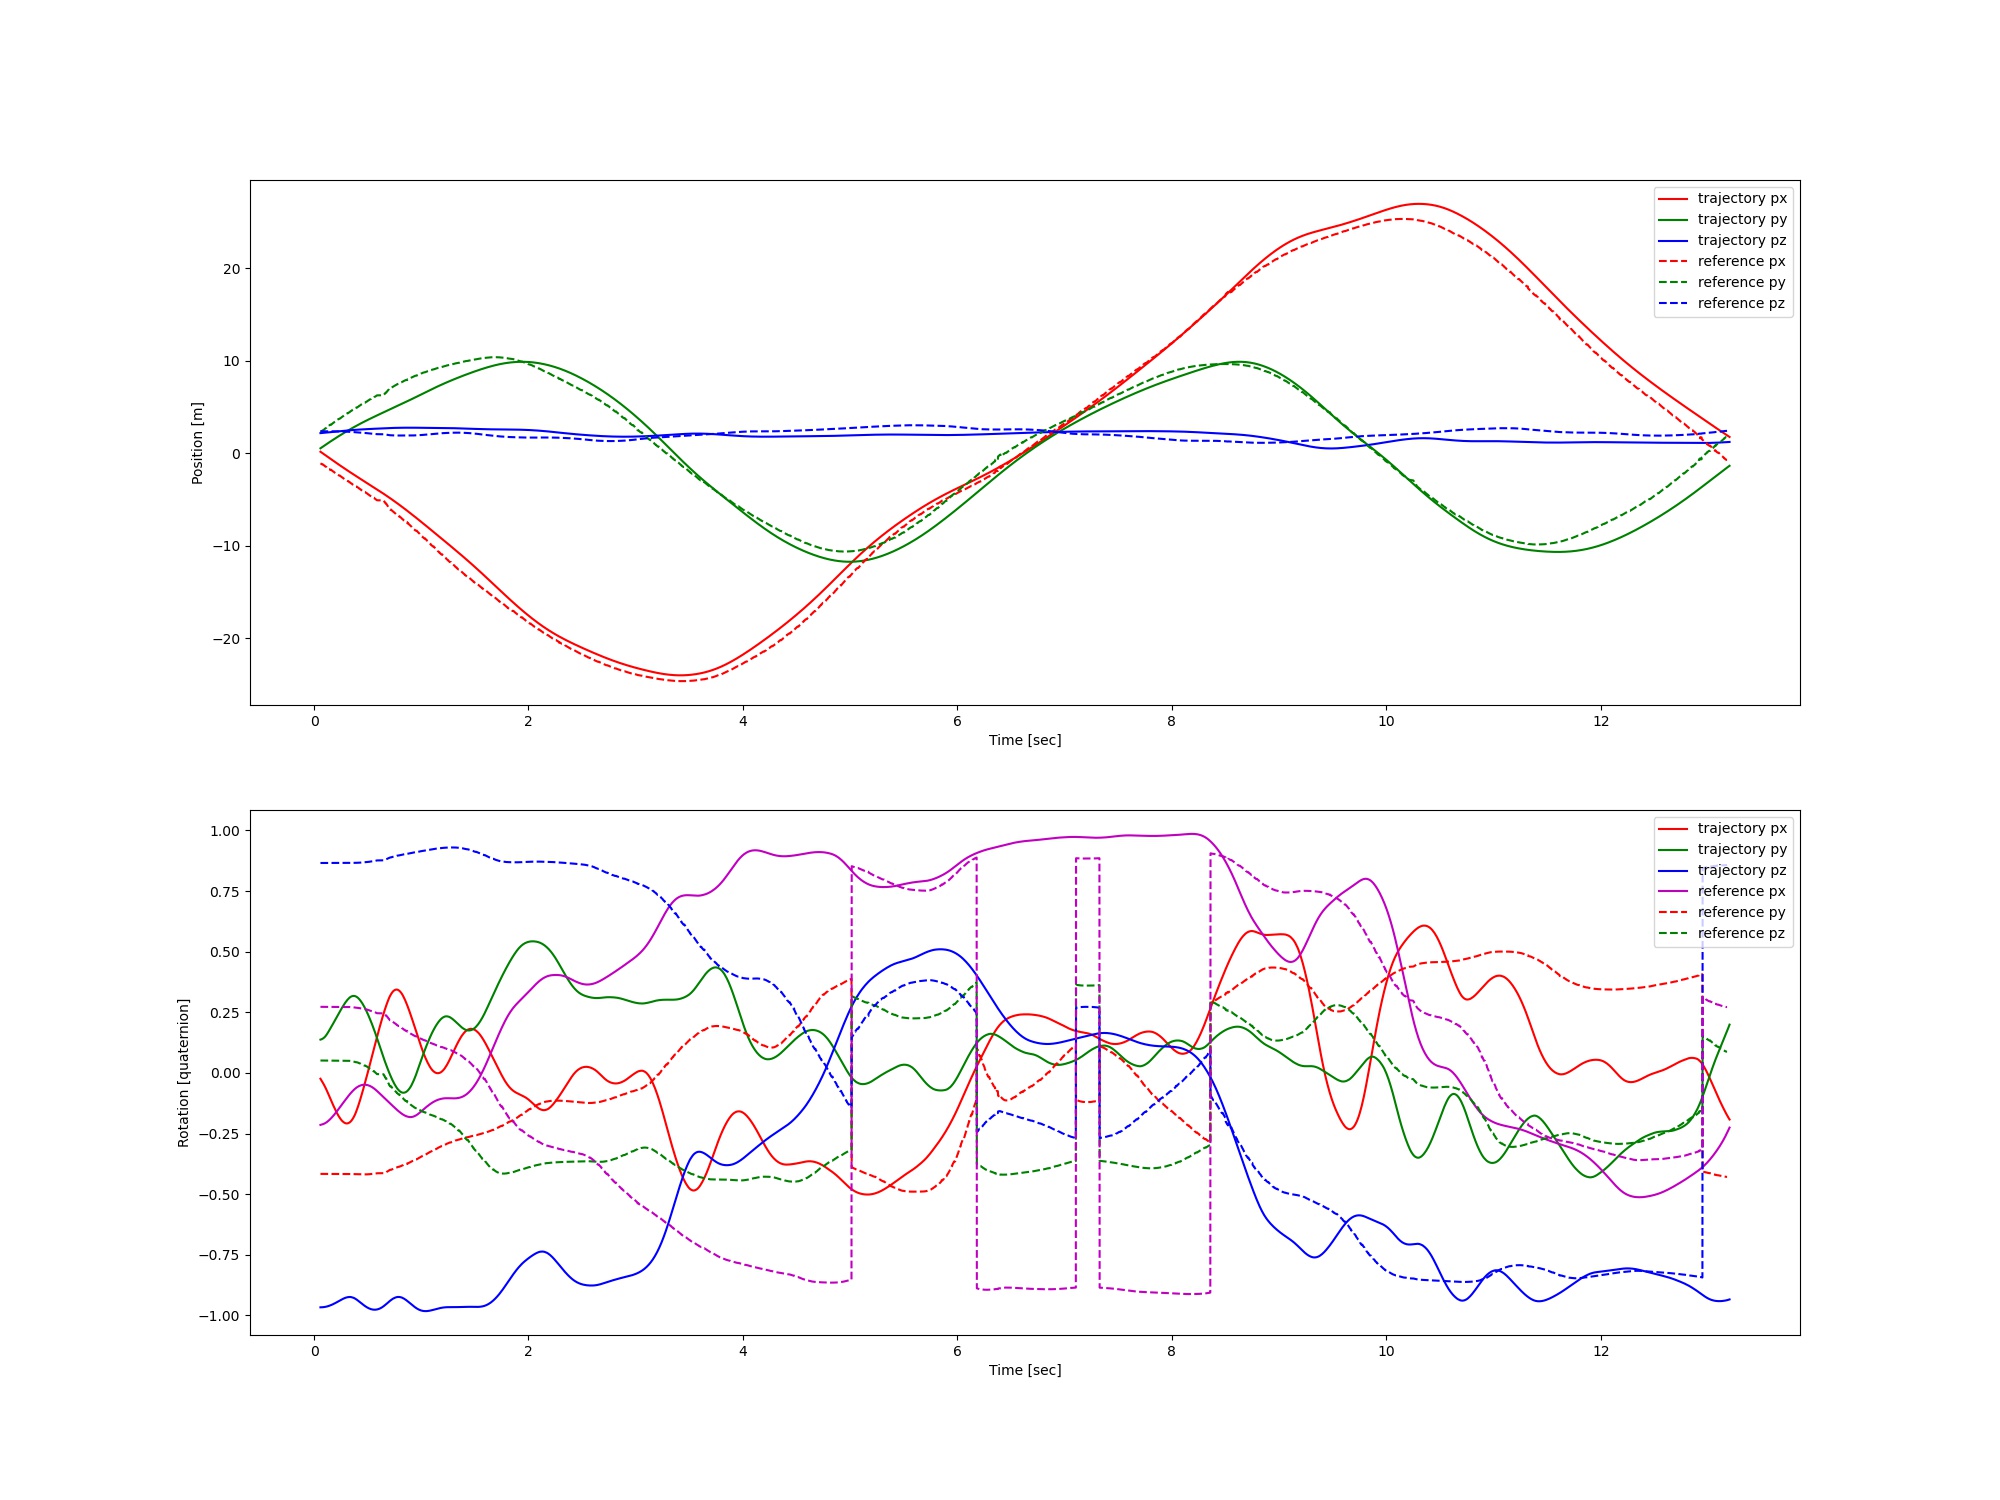 Position [m]
20
10
0
−10
−20
trajectory px
trajectory py
trajectory pz
reference px
reference py
reference pz
0 2 4 6 8 10 12
Time [sec]
Rotation [quaternion]
1.00
0.75
0.50
0.25
0.00
−0.25
−0.50
−0.75
−1.00
trajectory px
trajectory py
trajectory pz
reference px
reference py
reference pz
0 2 4 6 8 10 12
Time [sec]